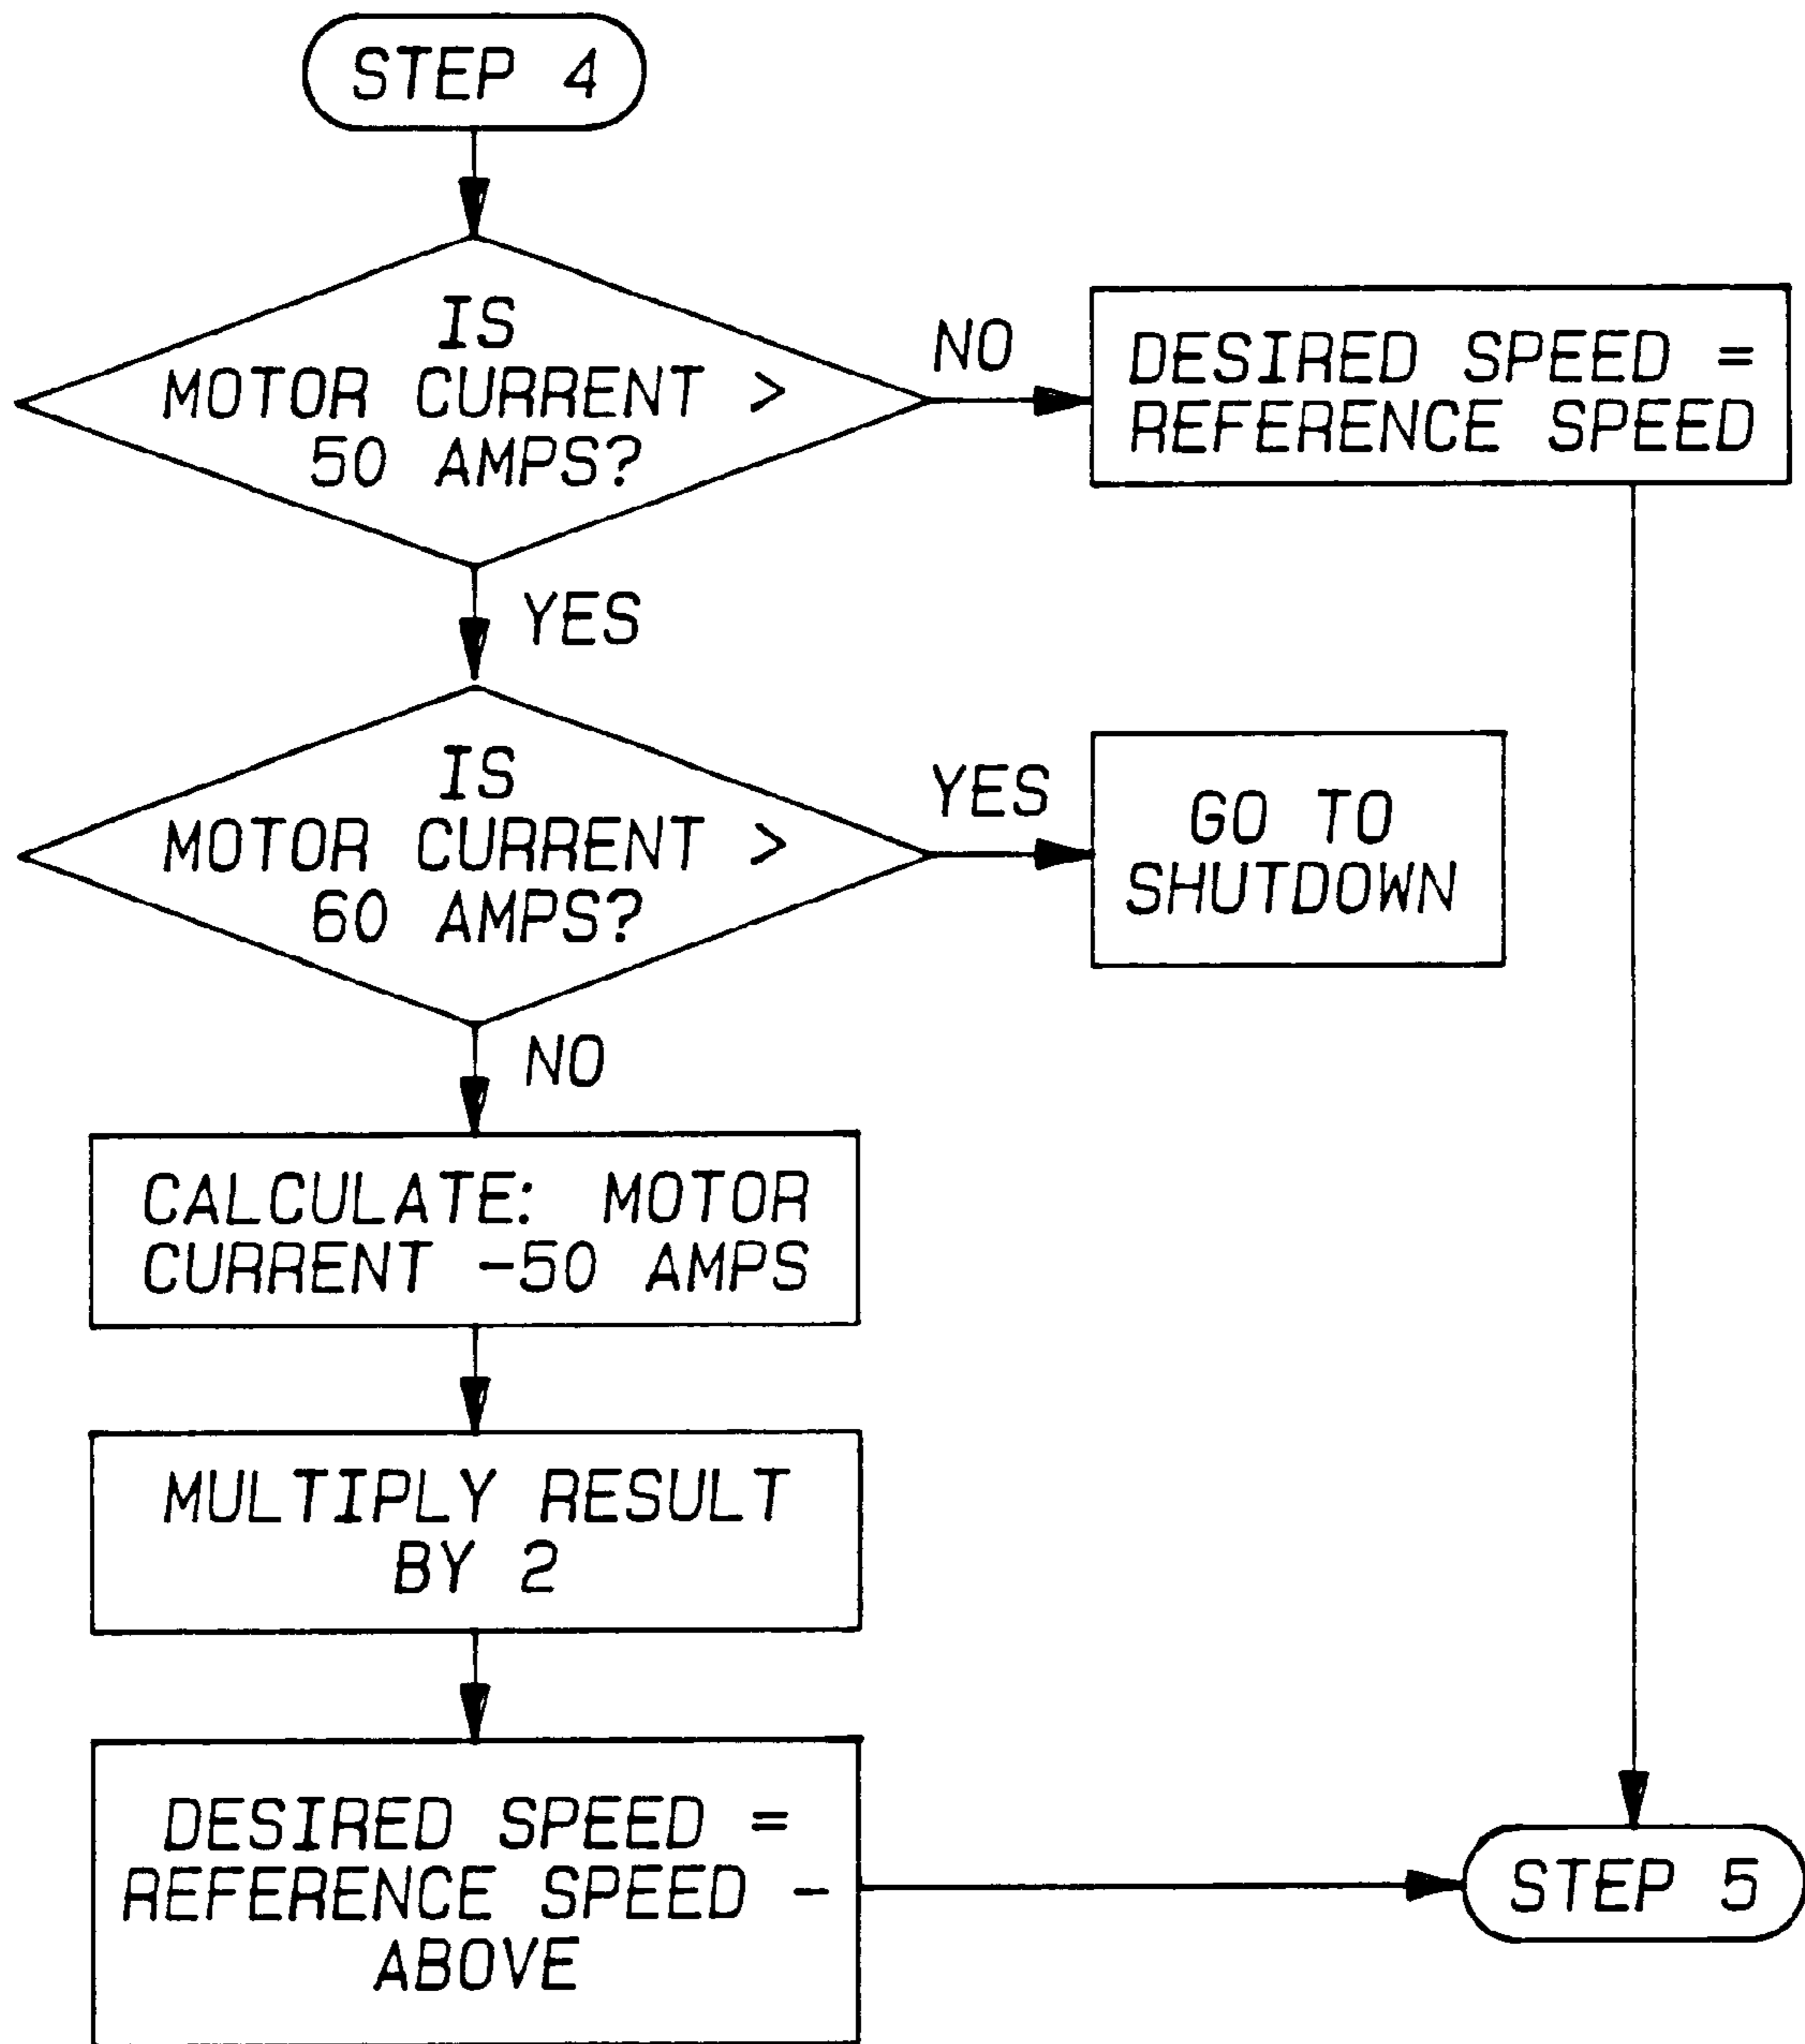 STEP 4
IS
MOTOR CURRENT >
50 AMPS?
NO
DESIRED SPEED =
REFERENCE SPEED
YES
IS
MOTOR CURRENT >
60 AMPS?
YES
GO TO
SHUTDOWN
NO
CALCULATE: MOTOR
CURRENT -50 AMPS
MULTIPLY RESULT
BY 2
DESIRED SPEED =
REFERENCE SPEED -
ABOVE
STEP 5